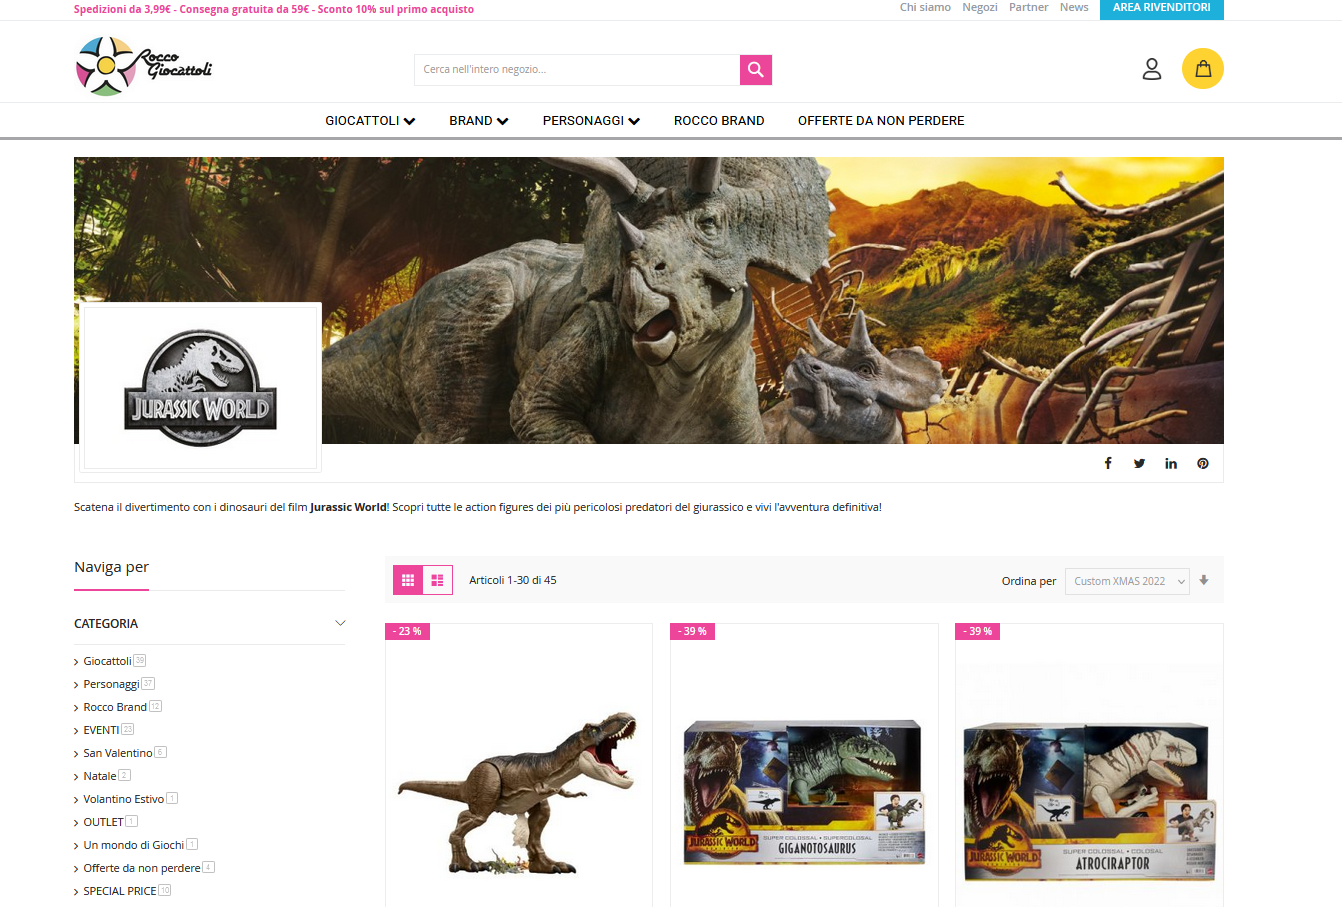 Spedizioni da 3,99€ - Consegna gratuita da 59€ - Sconto 10% sul primo acquisto
Chi siamo Negozi Partner News AREA RIVENDITORI
Rocco
Giocattoli
Cerca nell'intero negozio...
GIOCATTOLI BRAND PERSONAGGI ROCCO BRAND OFFERTE DA NON PERDERE
JURASSIC WORLD
Scatena il divertimento con i dinosauri del film Jurassic World! Scopri tutte le action figures dei più pericolosi predatori del giurassico e vivi l'avventura definitiva!
Naviga per
Articoli 1-30 di 45
Ordina per Custom XMAS 2022
CATEGORIA
Giocattoli 39
Personaggi 37
Rocco Brand 12
EVENTI 23
San Valentino 6
Natale 2
Volantino Estivo 1
OUTLET 1
Un mondo di Giochi 1
Offerte da non perdere 4
SPECIAL PRICE 10
- 23 %
- 39 %
- 39 %
JURASSIC WORLD
SUPER COLOSSAL - SUPERCOLOSAL
GIGANOTOSAURUS
JURASSIC WORLD
SUPER COLOSSAL - COLOSAL
ATROCIRAPTOR